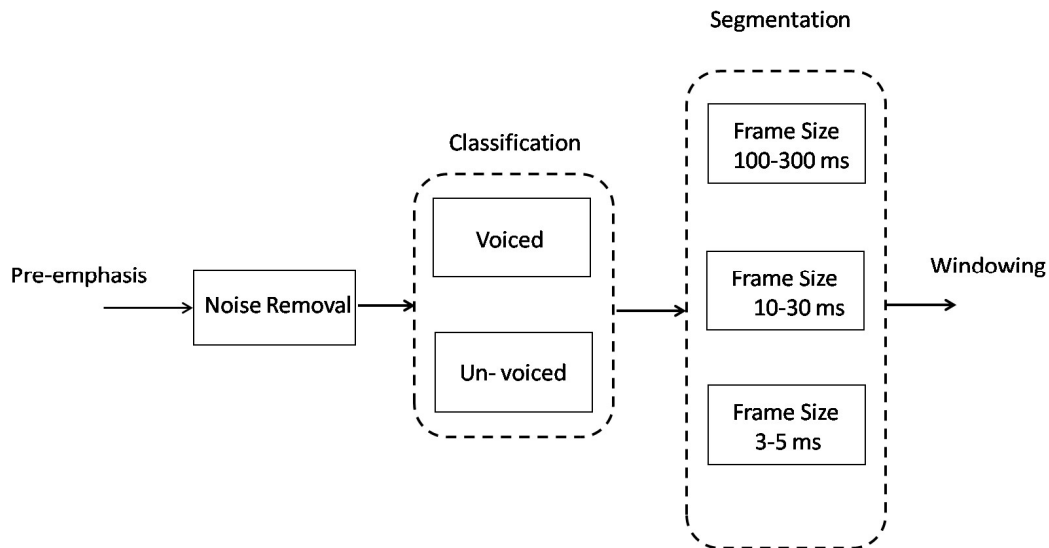 Pre-emphasis
Noise Removal
Classification
Voiced
Un- voiced
Segmentation
Frame Size
100-300 ms
Frame Size
10-30 ms
Frame Size
3-5 ms
Windowing